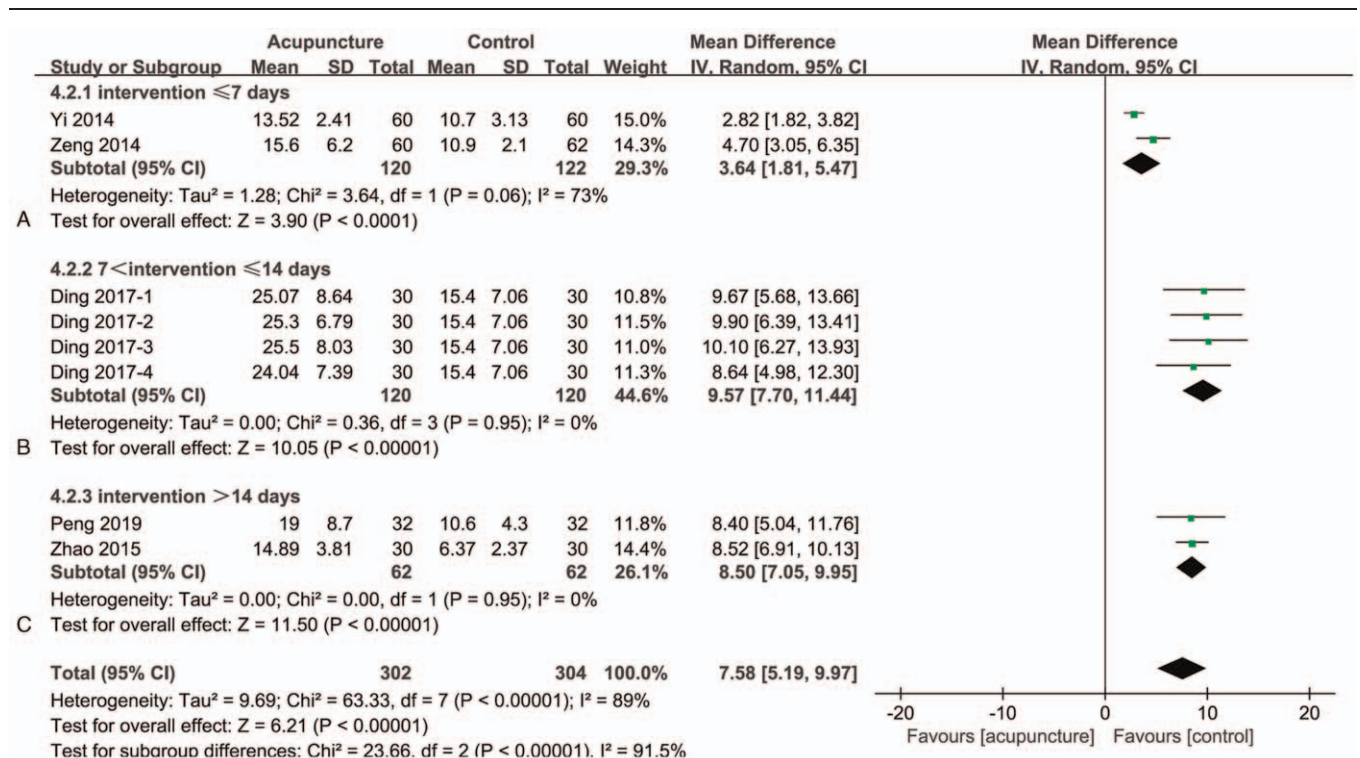 Acupuncture Control Mean Difference Mean Difference
Study or Subgroup Mean SD Total Mean SD Total Weight IV, Random, 95% CI IV, Random, 95% CI
4.2.1 intervention ≤7 days
Yi 2014 13.52 2.41 60 10.7 3.13 60 15.0% 2.82 [1.82, 3.82]
Zeng 2014 15.6 6.2 60 10.9 2.1 62 14.3% 4.70 [3.05, 6.35]
Subtotal (95% CI) 120 122 29.3% 3.64 [1.81, 5.47]
Heterogeneity: Tau² = 1.28; Chi² = 3.64, df = 1 (P = 0.06); I² = 73%
A Test for overall effect: Z = 3.90 (P < 0.0001)
4.2.2 7<intervention ≤14 days
Ding 2017-1 25.07 8.64 30 15.4 7.06 30 10.8% 9.67 [5.68, 13.66]
Ding 2017-2 25.3 6.79 30 15.4 7.06 30 11.5% 9.90 [6.39, 13.41]
Ding 2017-3 25.5 8.03 30 15.4 7.06 30 11.0% 10.10 [6.27, 13.93]
Ding 2017-4 24.04 7.39 30 15.4 7.06 30 11.3% 8.64 [4.98, 12.30]
Subtotal (95% CI) 120 120 44.6% 9.57 [7.70, 11.44]
Heterogeneity: Tau² = 0.00; Chi² = 0.36, df = 3 (P = 0.95); I² = 0%
B Test for overall effect: Z = 10.05 (P < 0.00001)
4.2.3 intervention >14 days
Peng 2019 19 8.7 32 10.6 4.3 32 11.8% 8.40 [5.04, 11.76]
Zhao 2015 14.89 3.81 30 6.37 2.37 30 14.4% 8.52 [6.91, 10.13]
Subtotal (95% CI) 62 62 26.1% 8.50 [7.05, 9.95]
Heterogeneity: Tau² = 0.00; Chi² = 0.00, df = 1 (P = 0.95); I² = 0%
C Test for overall effect: Z = 11.50 (P < 0.00001)
Total (95% CI) 302 304 100.0% 7.58 [5.19, 9.97]
Heterogeneity: Tau² = 9.69; Chi² = 63.33, df = 7 (P < 0.00001); I² = 89%
-20 -10 0 10 20
Test for overall effect: Z = 6.21 (P < 0.00001)
Favours [acupuncture] Favours [control]
Test for subgroup differences: Chi² = 23.66, df = 2 (P < 0.00001), I² = 91.5%